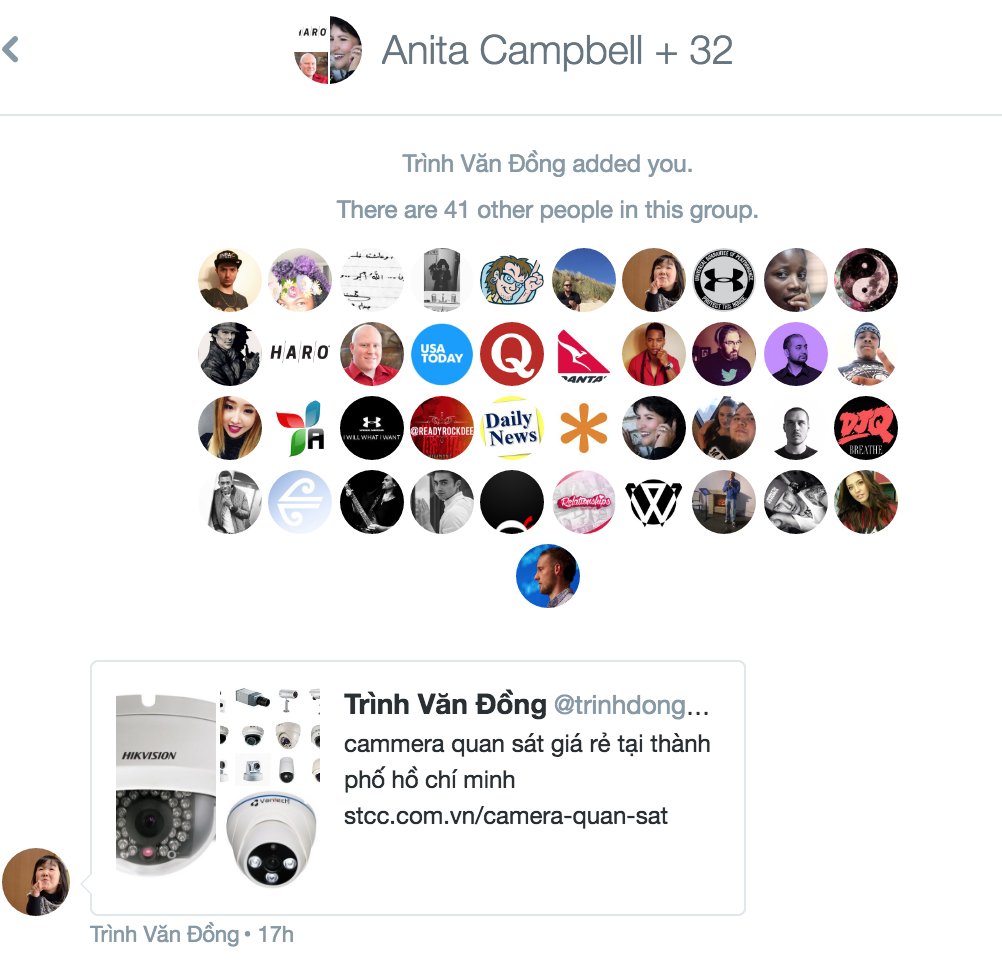 HARO
Anita Campbell + 32
Trình Văn Đồng added you.
There are 41 other people in this group.
HARO
USA
TODAY
Q
Daily
News
I WILL WHAT I WANT
@READYROCKDEE
DJQ
BREATHE
Relationships
Trình Văn Đồng @trinhdong...
cammera quan sát giá rẻ tại thành
phố hồ chí minh
stcc.com.vn/camera-quan-sat
HIKVISION
Vantech
Trình Văn Đồng • 17h